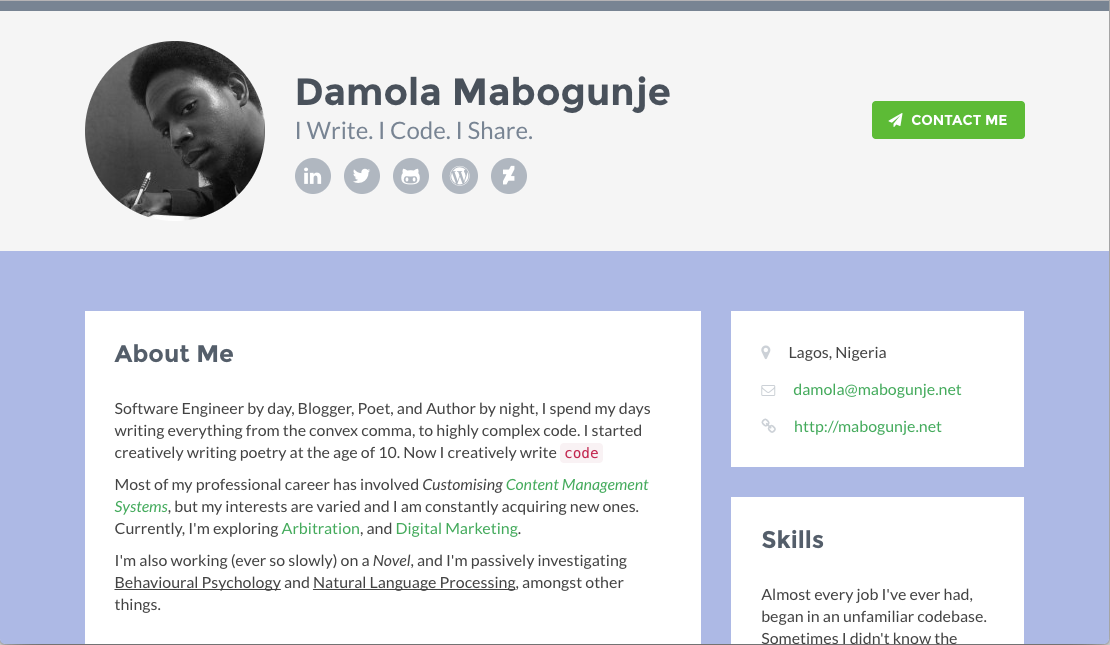 Damola Mabogunje
I Write. I Code. I Share.
CONTACT ME
About Me
Software Engineer by day, Blogger, Poet, and Author by night, I spend my days
writing everything from the convex comma, to highly complex code. I started
creatively writing poetry at the age of 10. Now I creatively write code
Most of my professional career has involved Customising Content Management
Systems, but my interests are varied and I am constantly acquiring new ones.
Currently, I'm exploring Arbitration, and Digital Marketing.
I'm also working (ever so slowly) on a Novel, and I'm passively investigating
Behavioural Psychology and Natural Language Processing, amongst other
things.
Lagos, Nigeria
damola@mabogunje.net
http://mabogunje.net
Skills
Almost every job I've ever had,
began in an unfamiliar codebase.
Sometimes I didn't know the